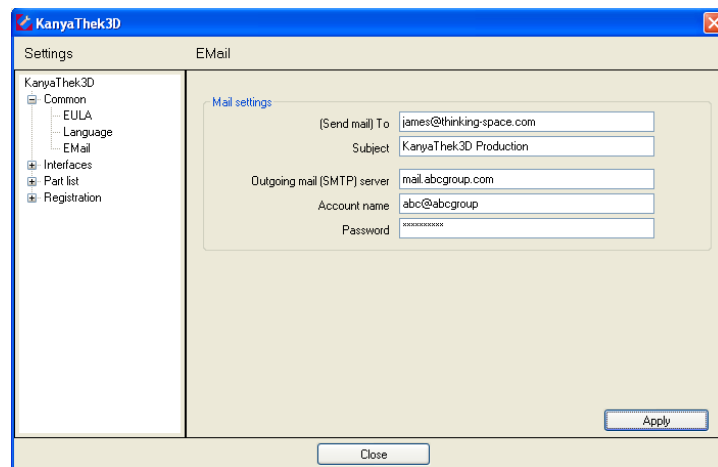 KanyaThek3D
Settings
EMail
KanyaThek3D
Common
EULA
Language
EMail
Interfaces
Part list
Registration
Mail settings
(Send mail) To james@thinking-space.com
Subject KanyaThek3D Production
Outgoing mail (SMTP) server mail.abcgroup.com
Account name abc@abcgroup
Password xxxxxxxxxx
Apply
Close